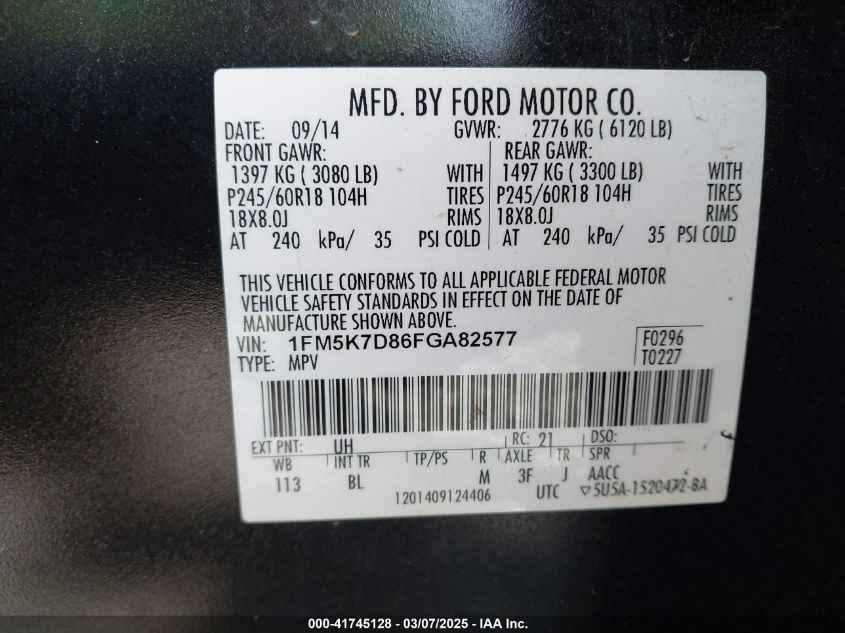 MFD. BY FORD MOTOR CO.
DATE: 09/14 GVWR: 2776 KG ( 6120 LB)
FRONT GAWR: REAR GAWR:
1397 KG ( 3080 LB) WITH 1497 KG ( 3300 LB) WITH
P245/60R18 104H TIRES P245/60R18 104H TIRES
18X8.0J RIMS 18X8.0J RIMS
AT 240 kPa/ 35 PSI COLD AT 240 kPa/ 35 PSI COLD
THIS VEHICLE CONFORMS TO ALL APPLICABLE FEDERAL MOTOR
VEHICLE SAFETY STANDARDS IN EFFECT ON THE DATE OF
MANUFACTURE SHOWN ABOVE.
VIN: 1FM5K7D86FGA82577 F0296
TYPE: MPV T0227
EXT PNT: UH RC: 21 DSO:
WB INT TR TP/PS R AXLE TR SPR
113 BL M 3F J AACC
1201409124406 UTC ▽5U5A-1520472-BA
000-41745128 - 03/07/2025 - IAA Inc.